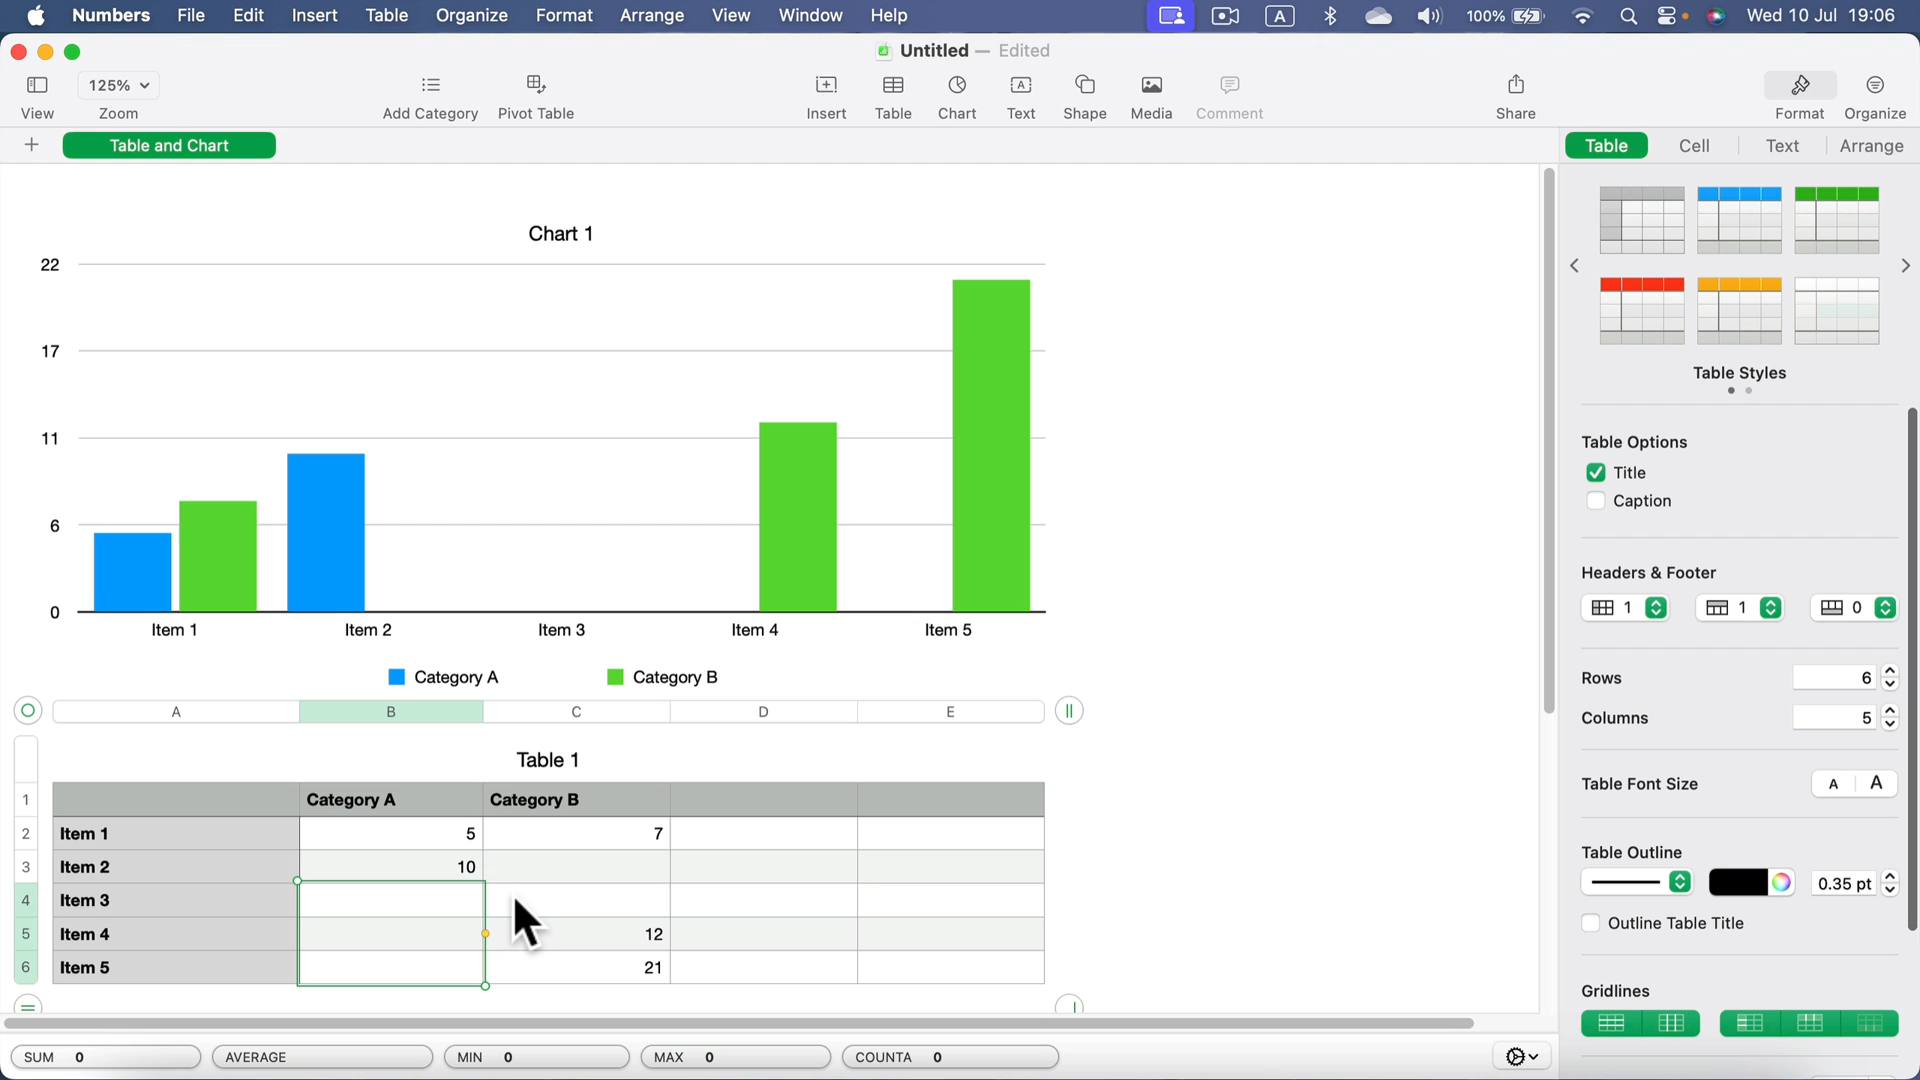 Numbers File Edit Insert Table Organize Format Arrange View Window Help A 100% Wed 10 Jul 19:06
Untitled — Edited
125%
View Zoom Add Category Pivot Table Insert Table Chart Text Shape Media Comment Share Format Organize
Table and Chart
Table Cell Text Arrange
Chart 1
22
17
11
6
0
Item 1 Item 2 Item 3 Item 4 Item 5
Category A Category B
A B C D E
Table 1
1 Category A Category B
2 Item 1 5 7
3 Item 2 10
4 Item 3
5 Item 4 12
6 Item 5 21
SUM 0 AVERAGE MIN 0 MAX 0 COUNTA 0
Table Styles
Table Options
Title
Caption
Headers & Footer
1 1 0
Rows 6
Columns 5
Table Font Size A A
Table Outline
0.35 pt
Outline Table Title
Gridlines